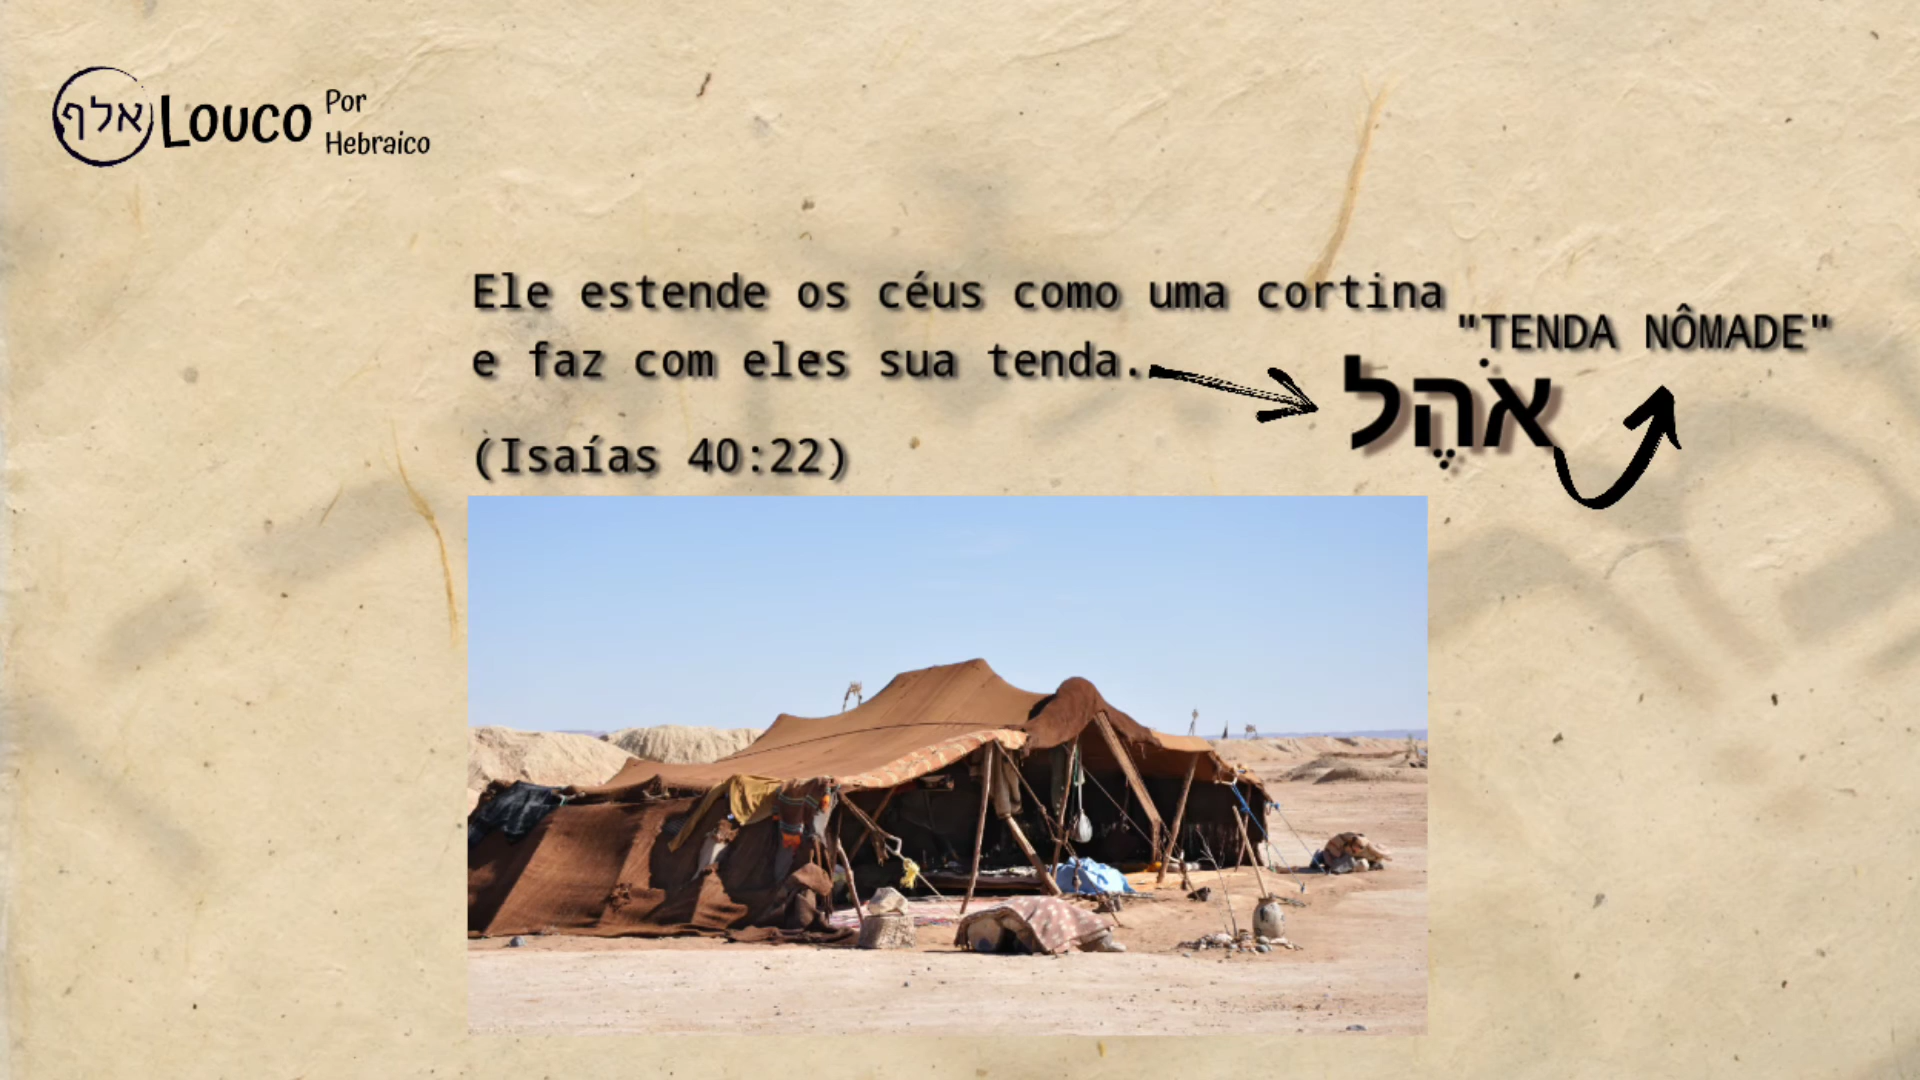 אלף Louco Por Hebraico
Ele estende os céus como uma cortina
e faz com eles sua tenda.
"TENDA NÔMADE"
אֹהֶל
(Isaías 40:22)